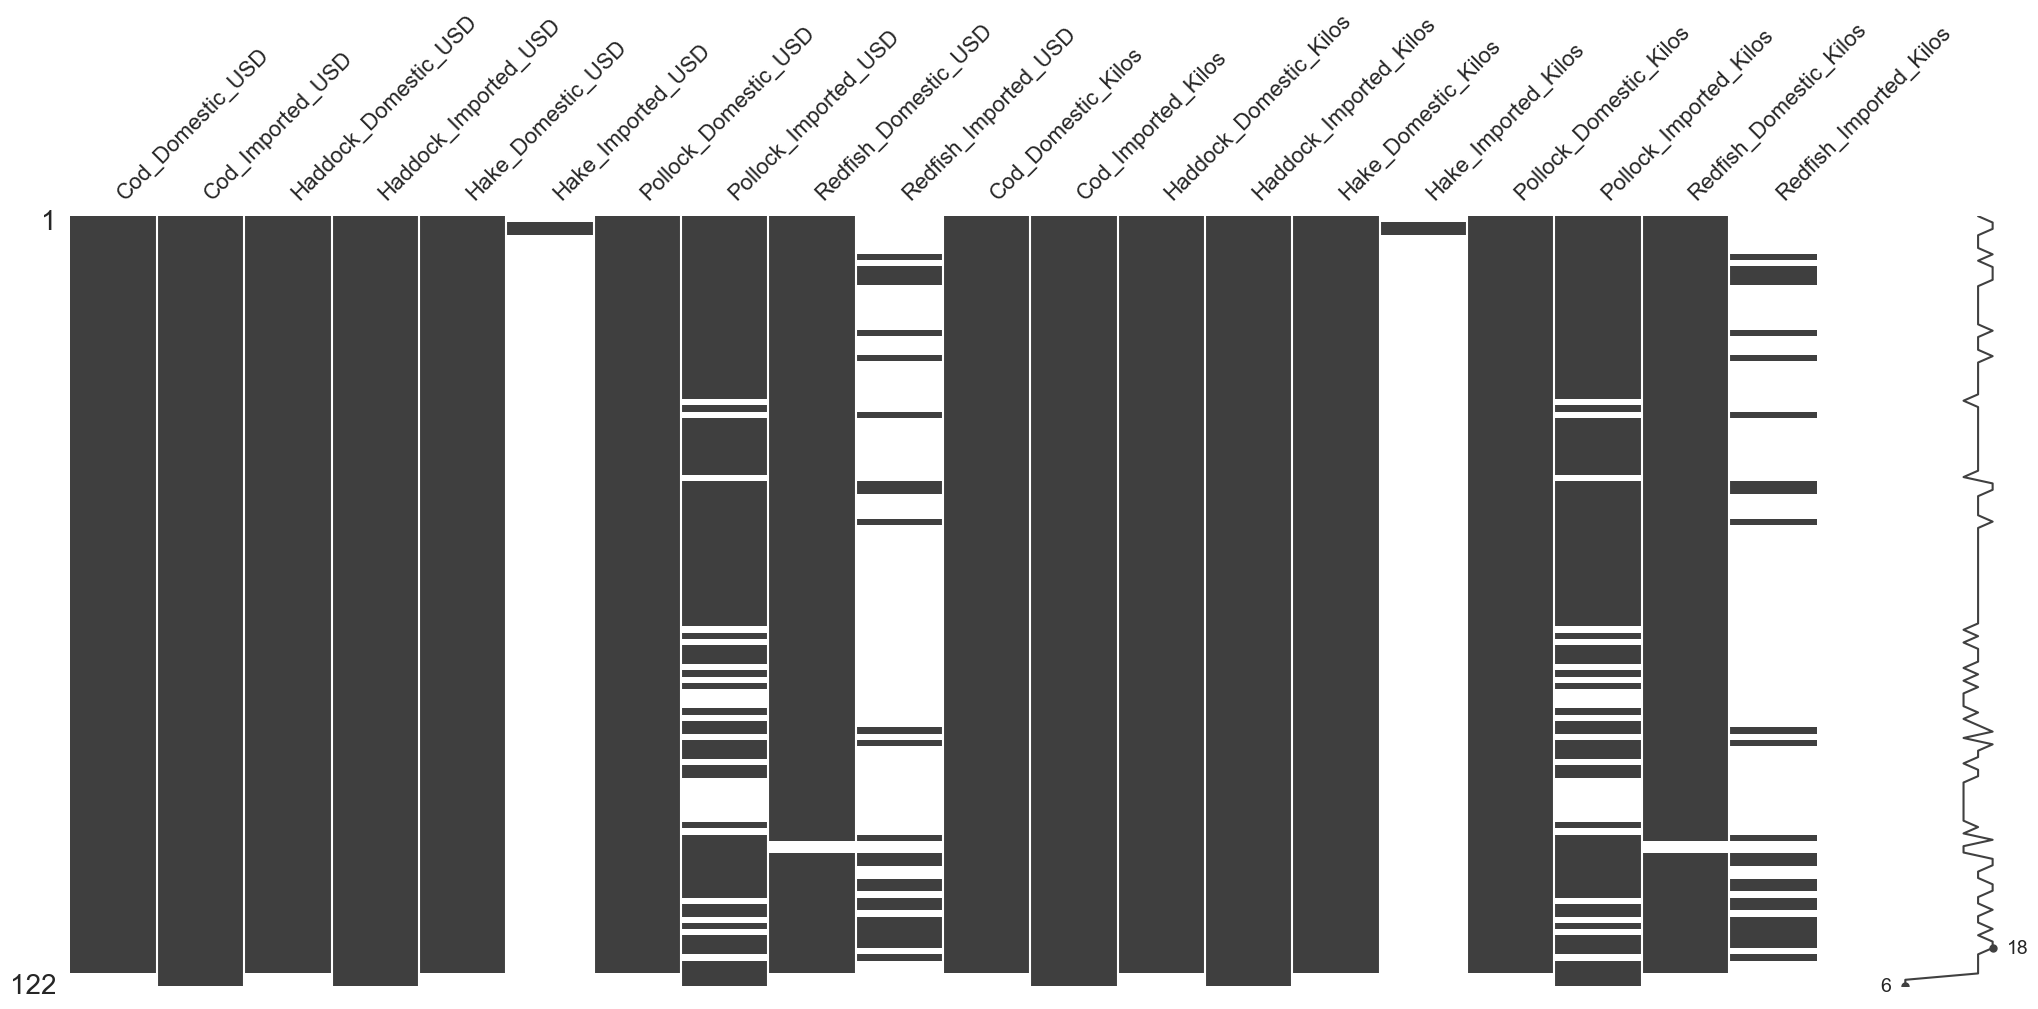 Cod_Domestic_USD
Cod_Imported_USD
Haddock_Domestic_USD
Haddock_Imported_USD
Hake_Domestic_USD
Hake_Imported_USD
Pollock_Domestic_USD
Pollock_Imported_USD
Redfish_Domestic_USD
Redfish_Imported_USD
Cod_Domestic_Kilos
Cod_Imported_Kilos
Haddock_Domestic_Kilos
Haddock_Imported_Kilos
Hake_Domestic_Kilos
Hake_Imported_Kilos
Pollock_Domestic_Kilos
Pollock_Imported_Kilos
Redfish_Domestic_Kilos
Redfish_Imported_Kilos
1
18
122
6